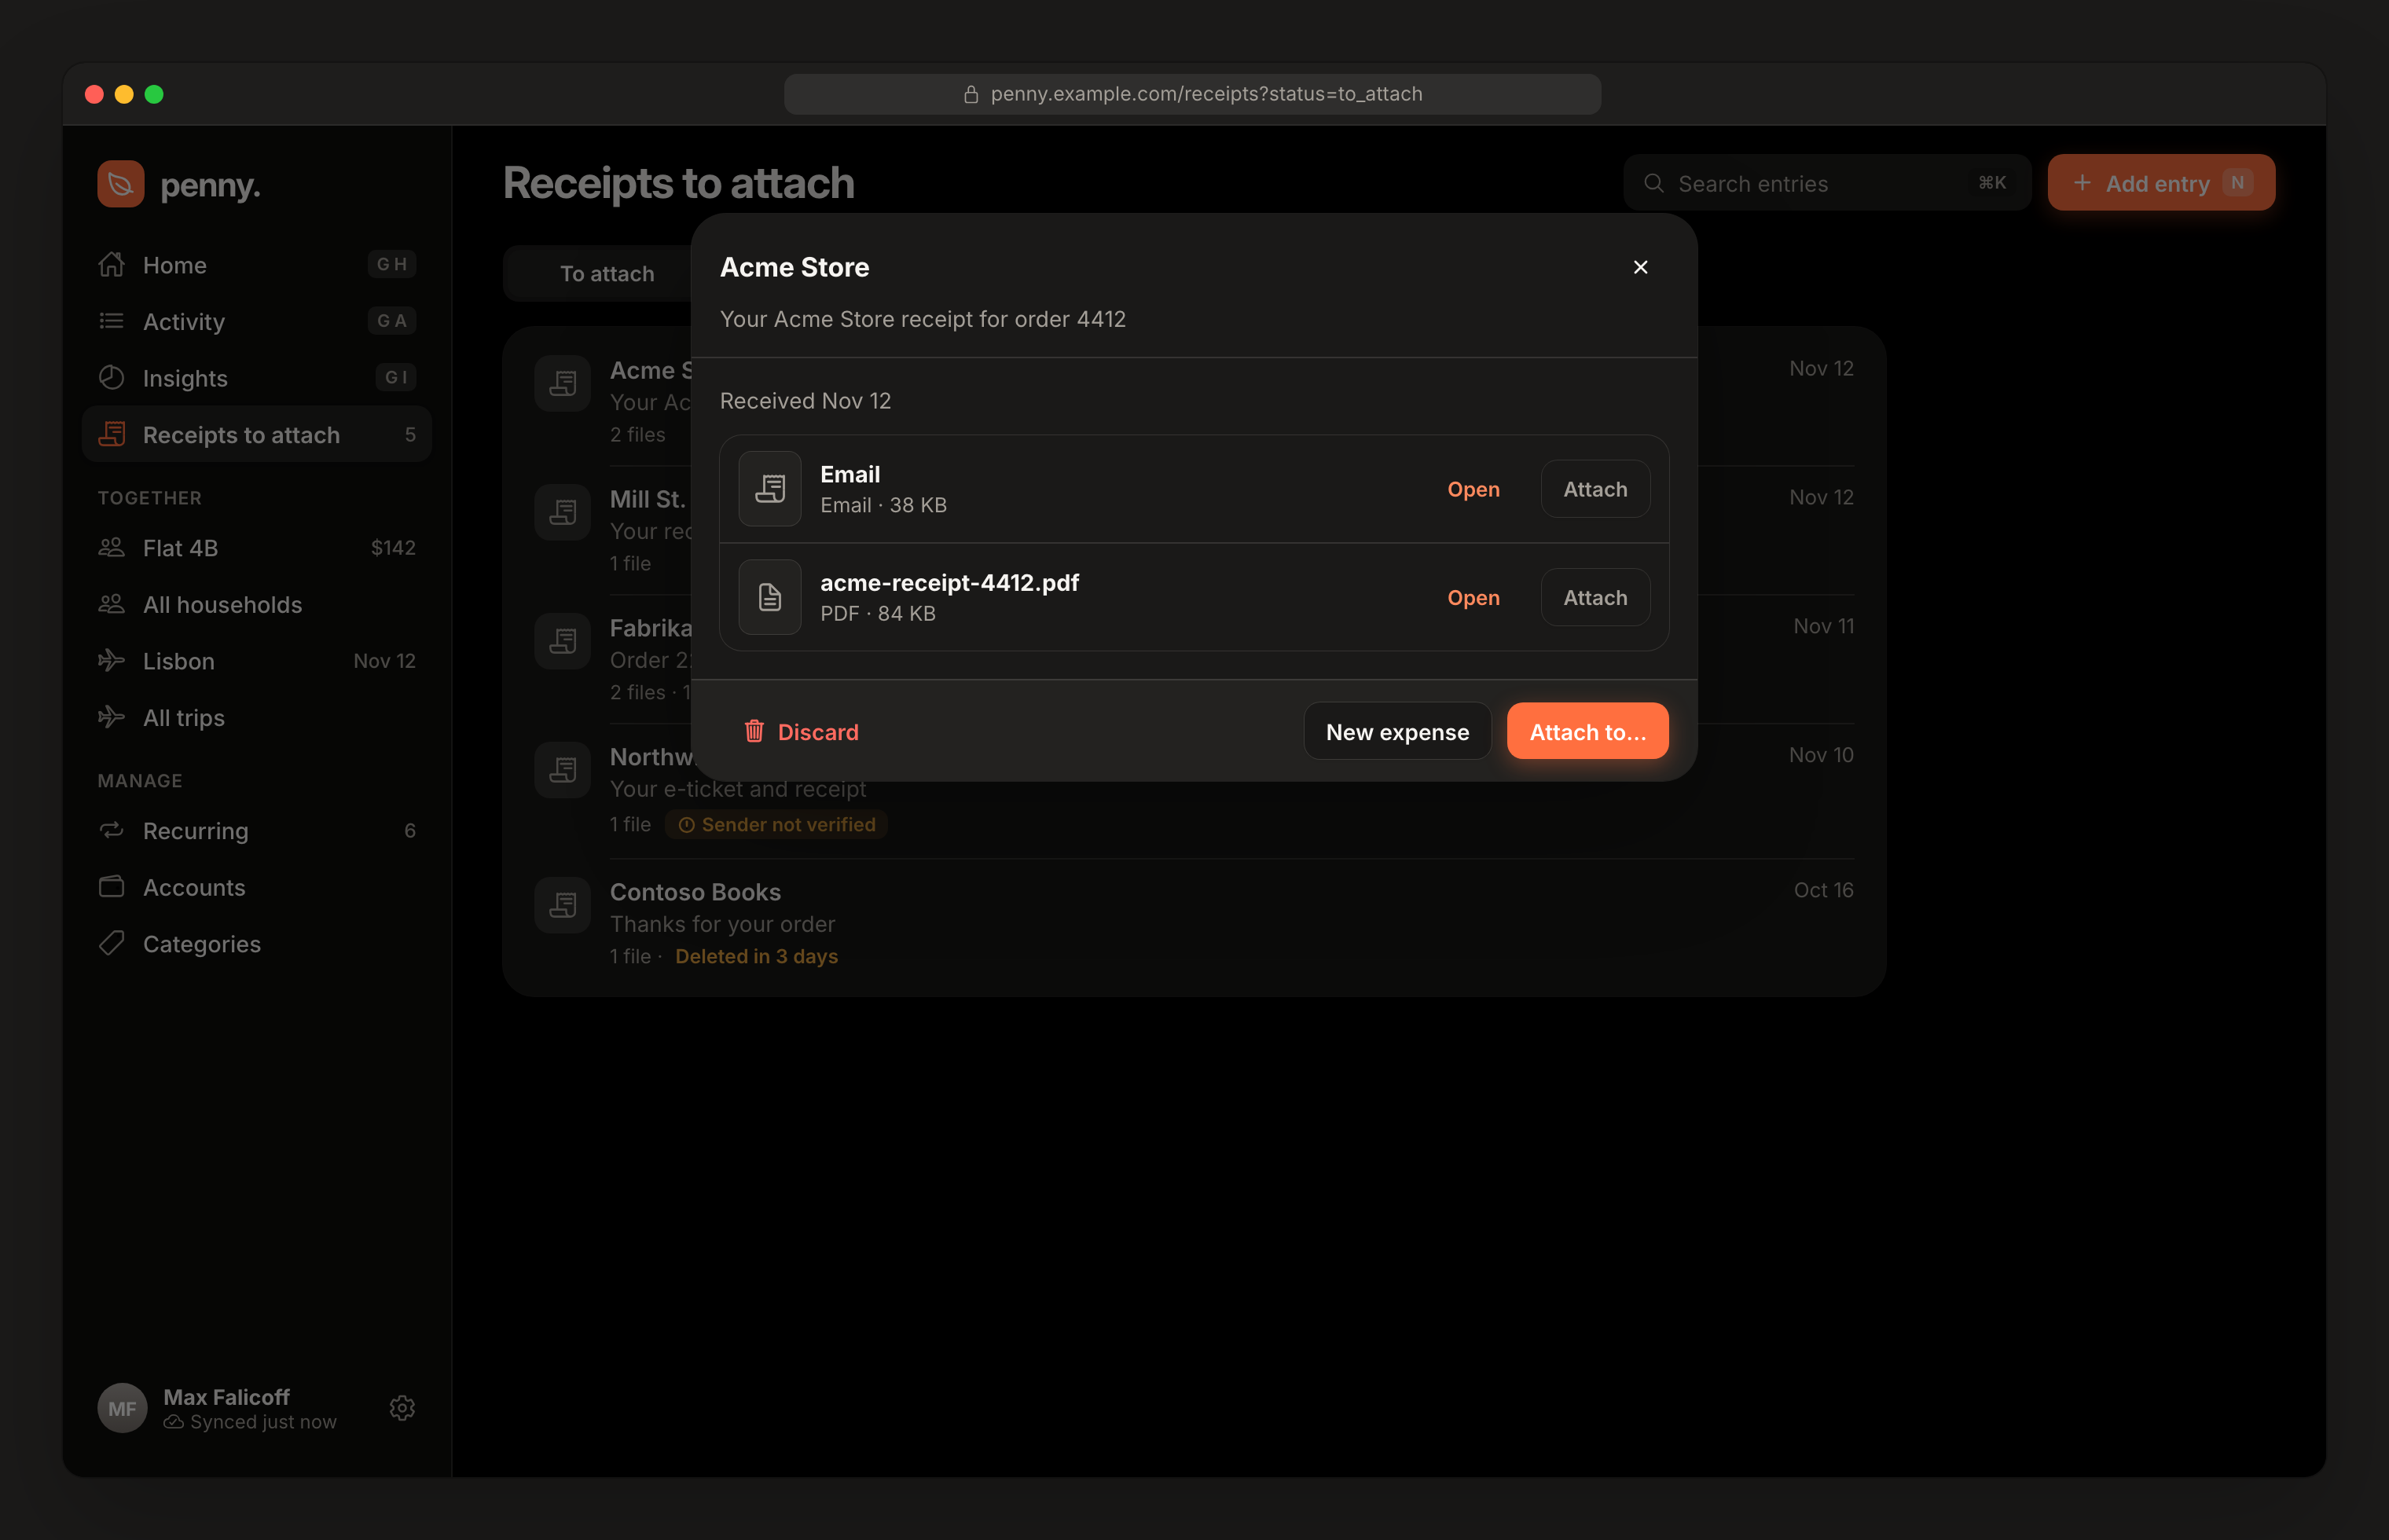 penny.example.com/receipts?status=to_attach
penny.
Home G H
Activity G A
Insights G I
Receipts to attach 5
TOGETHER
Flat 4B $142
All households
Lisbon Nov 12
All trips
MANAGE
Recurring 6
Accounts
Categories
MF Max Falicoff
Synced just now
Receipts to attach
Search entries ⌘K
+ Add entry N
To attach
Acme S Nov 12
Your Ac
2 files
Mill St. Nov 12
Your rec
1 file
Fabrika Nov 11
Order 2
2 files · 1
Northw Nov 10
Your e-ticket and receipt
1 file Sender not verified
Contoso Books Oct 16
Thanks for your order
1 file · Deleted in 3 days
Acme Store
Your Acme Store receipt for order 4412
Received Nov 12
Email
Email · 38 KB
Open Attach
acme-receipt-4412.pdf
PDF · 84 KB
Open Attach
Discard New expense Attach to...